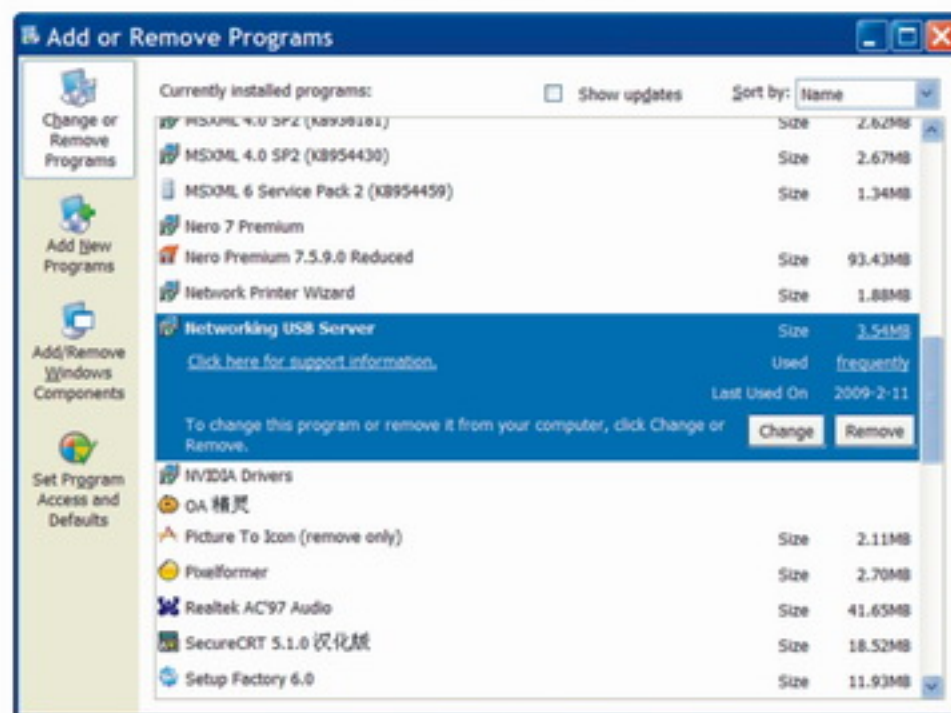 Add or Remove Programs
Change or
Remove
Programs
Add New
Programs
Add/Remove
Windows
Components
Set Program
Access and
Defaults
Currently installed programs:
Show updates
Sort by: Name
MSXML 4.0 SP2 (KB936181) Size 2.62MB
MSXML 4.0 SP2 (KB954430) Size 2.67MB
MSXML 6 Service Pack 2 (KB954459) Size 1.34MB
Nero 7 Premium
Nero Premium 7.5.9.0 Reduced Size 93.43MB
Network Printer Wizard Size 1.88MB
Networking USB Server Size 3.54MB
Click here for support information. Used frequently
Last Used On 2009-2-11
To change this program or remove it from your computer, click Change or
Remove.
Change Remove
NVIDIA Drivers
OA 精灵
Picture To Icon (remove only) Size 2.11MB
Pixelformer Size 2.70MB
Realtek AC'97 Audio Size 41.65MB
SecureCRT 5.1.0 汉化版 Size 18.52MB
Setup Factory 6.0 Size 11.93MB